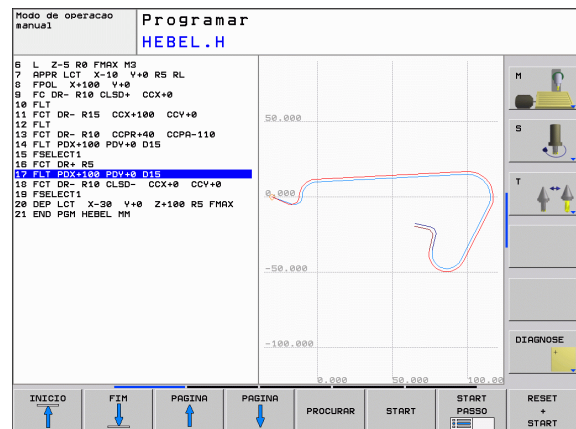 Modo de operacao
manual
Programar
HEBEL.H
6 L Z-5 R0 FMAX M3
7 APPR LCT X-10 Y+0 R5 RL
8 FPOL X+100 Y+0
9 FC DR- R10 CLSD+ CCX+0
10 FLT
11 FCT DR- R15 CCX+100 CCY+0
12 FLT
13 FCT DR- R10 CCPR+40 CCPA-110
14 FLT PDX+100 PDY+0 D15
15 FSELECT1
16 FCT DR+ R5
17 FLT PDX+100 PDY+0 D15
18 FCT DR- R10 CLSD- CCX+0 CCY+0
19 FSELECT1
20 DEP LCT X-30 Y+0 Z+100 R5 FMAX
21 END PGM HEBEL MM
50.000
0.000
-50.000
-100.000
0.000 50.000 100.00
M
S
T
DIAGNOSE
INICIO
FIM
PAGINA
PAGINA
PROCURAR
START
START
PASSO
RESET
+
START